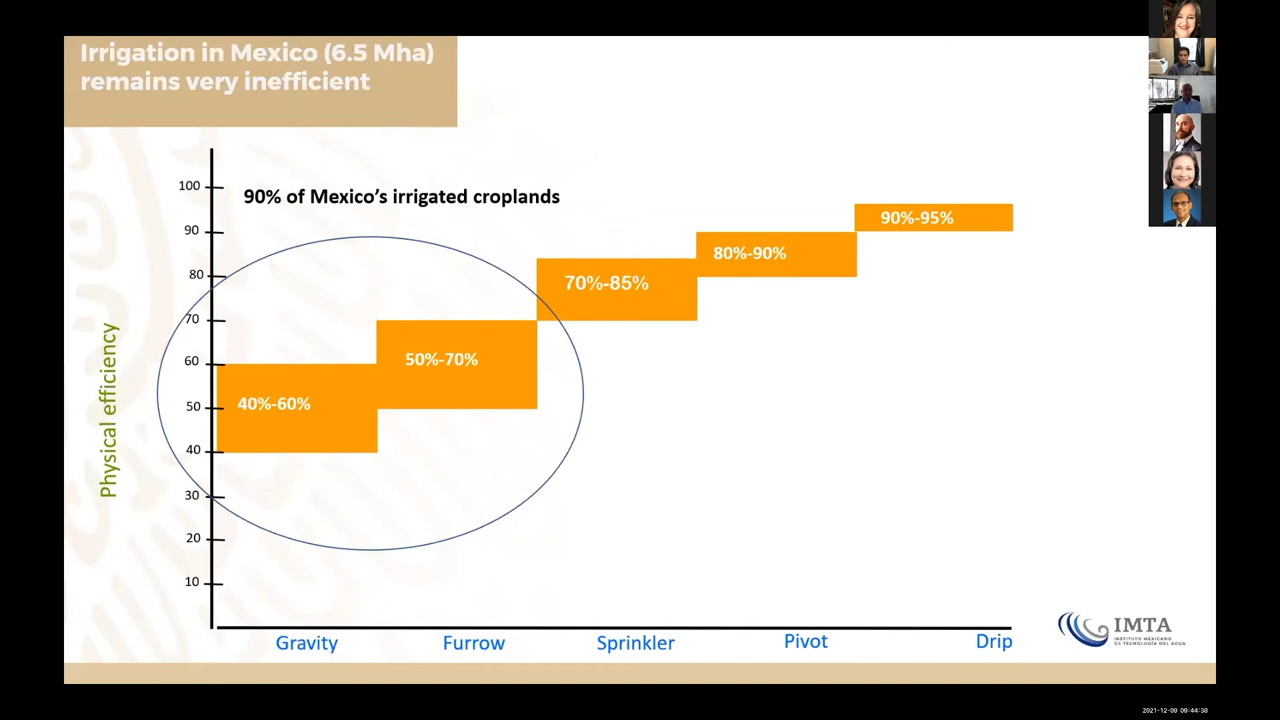 Irrigation in Mexico (6.5 Mha)
remains very inefficient
90% of Mexico's irrigated croplands
Physical efficiency
100
90
80
70
60
50
40
30
20
10
40%-60%
50%-70%
70%-85%
80%-90%
90%-95%
Gravity
Furrow
Sprinkler
Pivot
Drip
IMTA
INSTITUTO MEXICANO
DE TECNOLOGÍA DEL AGUA
2021-12-09 09:44:38